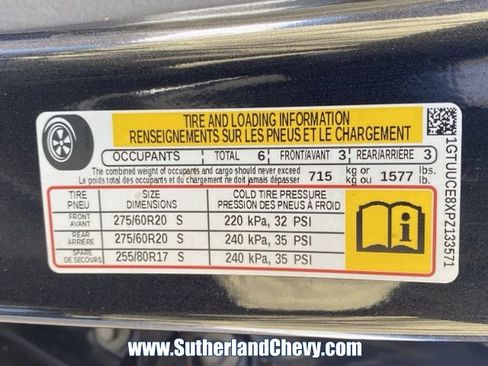 TIRE AND LOADING INFORMATION
RENSEIGNEMENTS SUR LES PNEUS ET LE CHARGEMENT
OCCUPANTS TOTAL 6 FRONT/AVANT 3 REAR/ARRIERE 3
The combined weight of occupants and cargo should never exceed 715 kg or 1577 lbs.
Le poids total des occupants et du chargement ne doit jamais dépasser kg ou lb.
TIRE COLD TIRE PRESSURE
PNEU PRESSION DES PNEUS À FROID
FRONT AVANT 275/60R20 S 220 kPa, 32 PSI
REAR ARRIÈRE 275/60R20 S 240 kPa, 35 PSI
SPARE DE SECOURS 255/80R17 S 240 kPa, 35 PSI
i
1GTUUCE8XPZ133571
www.SutherlandChevy.com